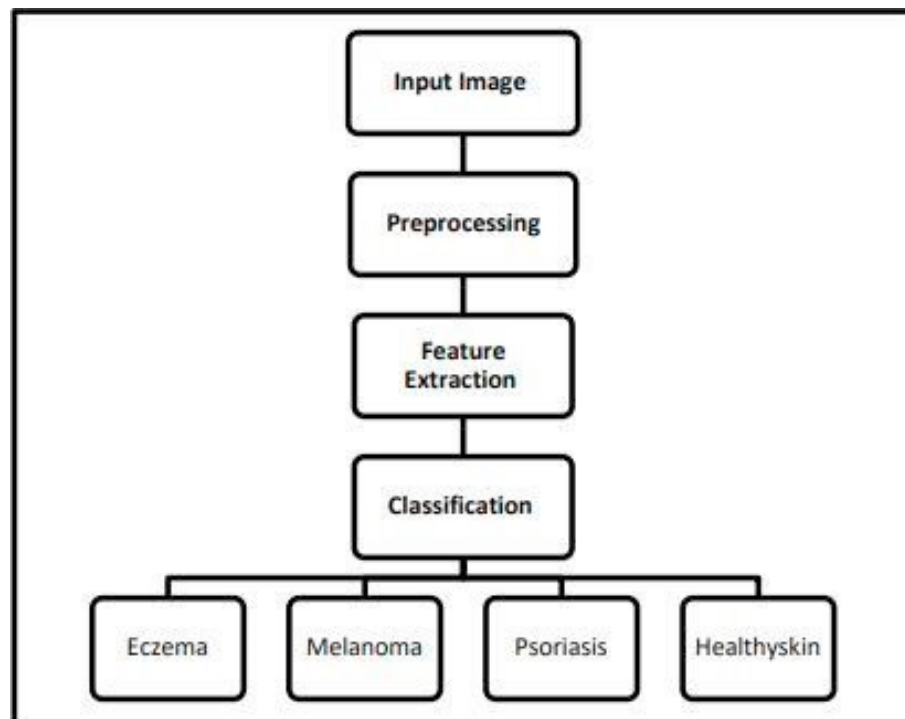 Input Image
Preprocessing
Feature
Extraction
Classification
Eczema
Melanoma
Psoriasis
Healthyskin